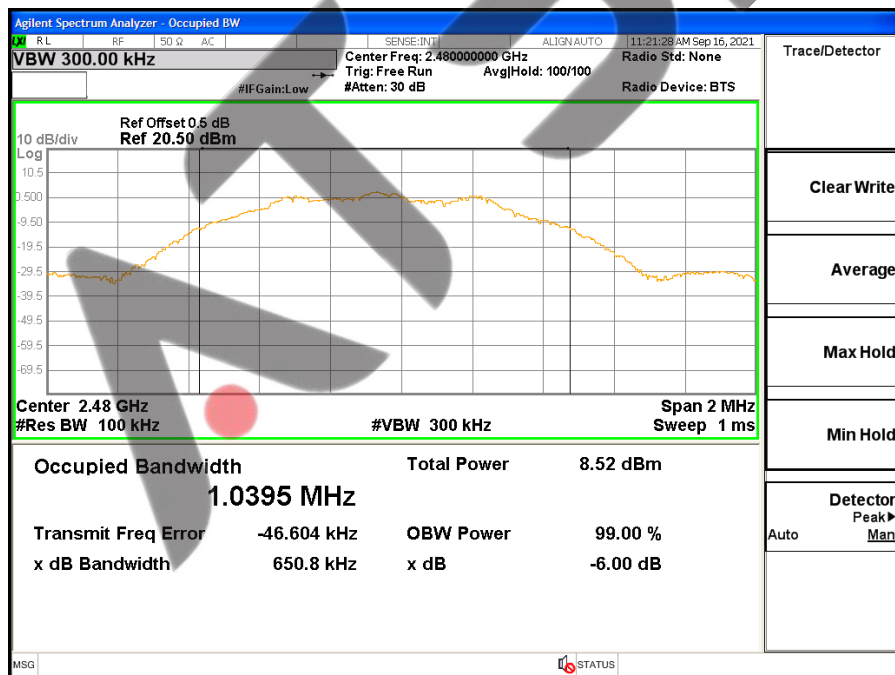 Agilent Spectrum Analyzer - Occupied BW
LXI RL RF 50 Ω AC SENSE:INT ALIGN AUTO 11:21:28 AM Sep 16, 2021
VBW 300.00 kHz Center Freq: 2.480000000 GHz Radio Std: None
Trig: Free Run Avg|Hold: 100/100
#IFGain:Low #Atten: 30 dB Radio Device: BTS
Ref Offset 0.5 dB
10 dB/div Ref 20.50 dBm
Log
10.5
0.500
-9.50
-19.5
-29.5
-39.5
-49.5
-59.5
-69.5
Center 2.48 GHz Span 2 MHz
#Res BW 100 kHz #VBW 300 kHz Sweep 1 ms
Occupied Bandwidth Total Power 8.52 dBm
1.0395 MHz
Transmit Freq Error -46.604 kHz OBW Power 99.00 %
x dB Bandwidth 650.8 kHz x dB -6.00 dB
MSG STATUS
Trace/Detector
Clear Write
Average
Max Hold
Min Hold
Detector
Peak▶
Auto Man